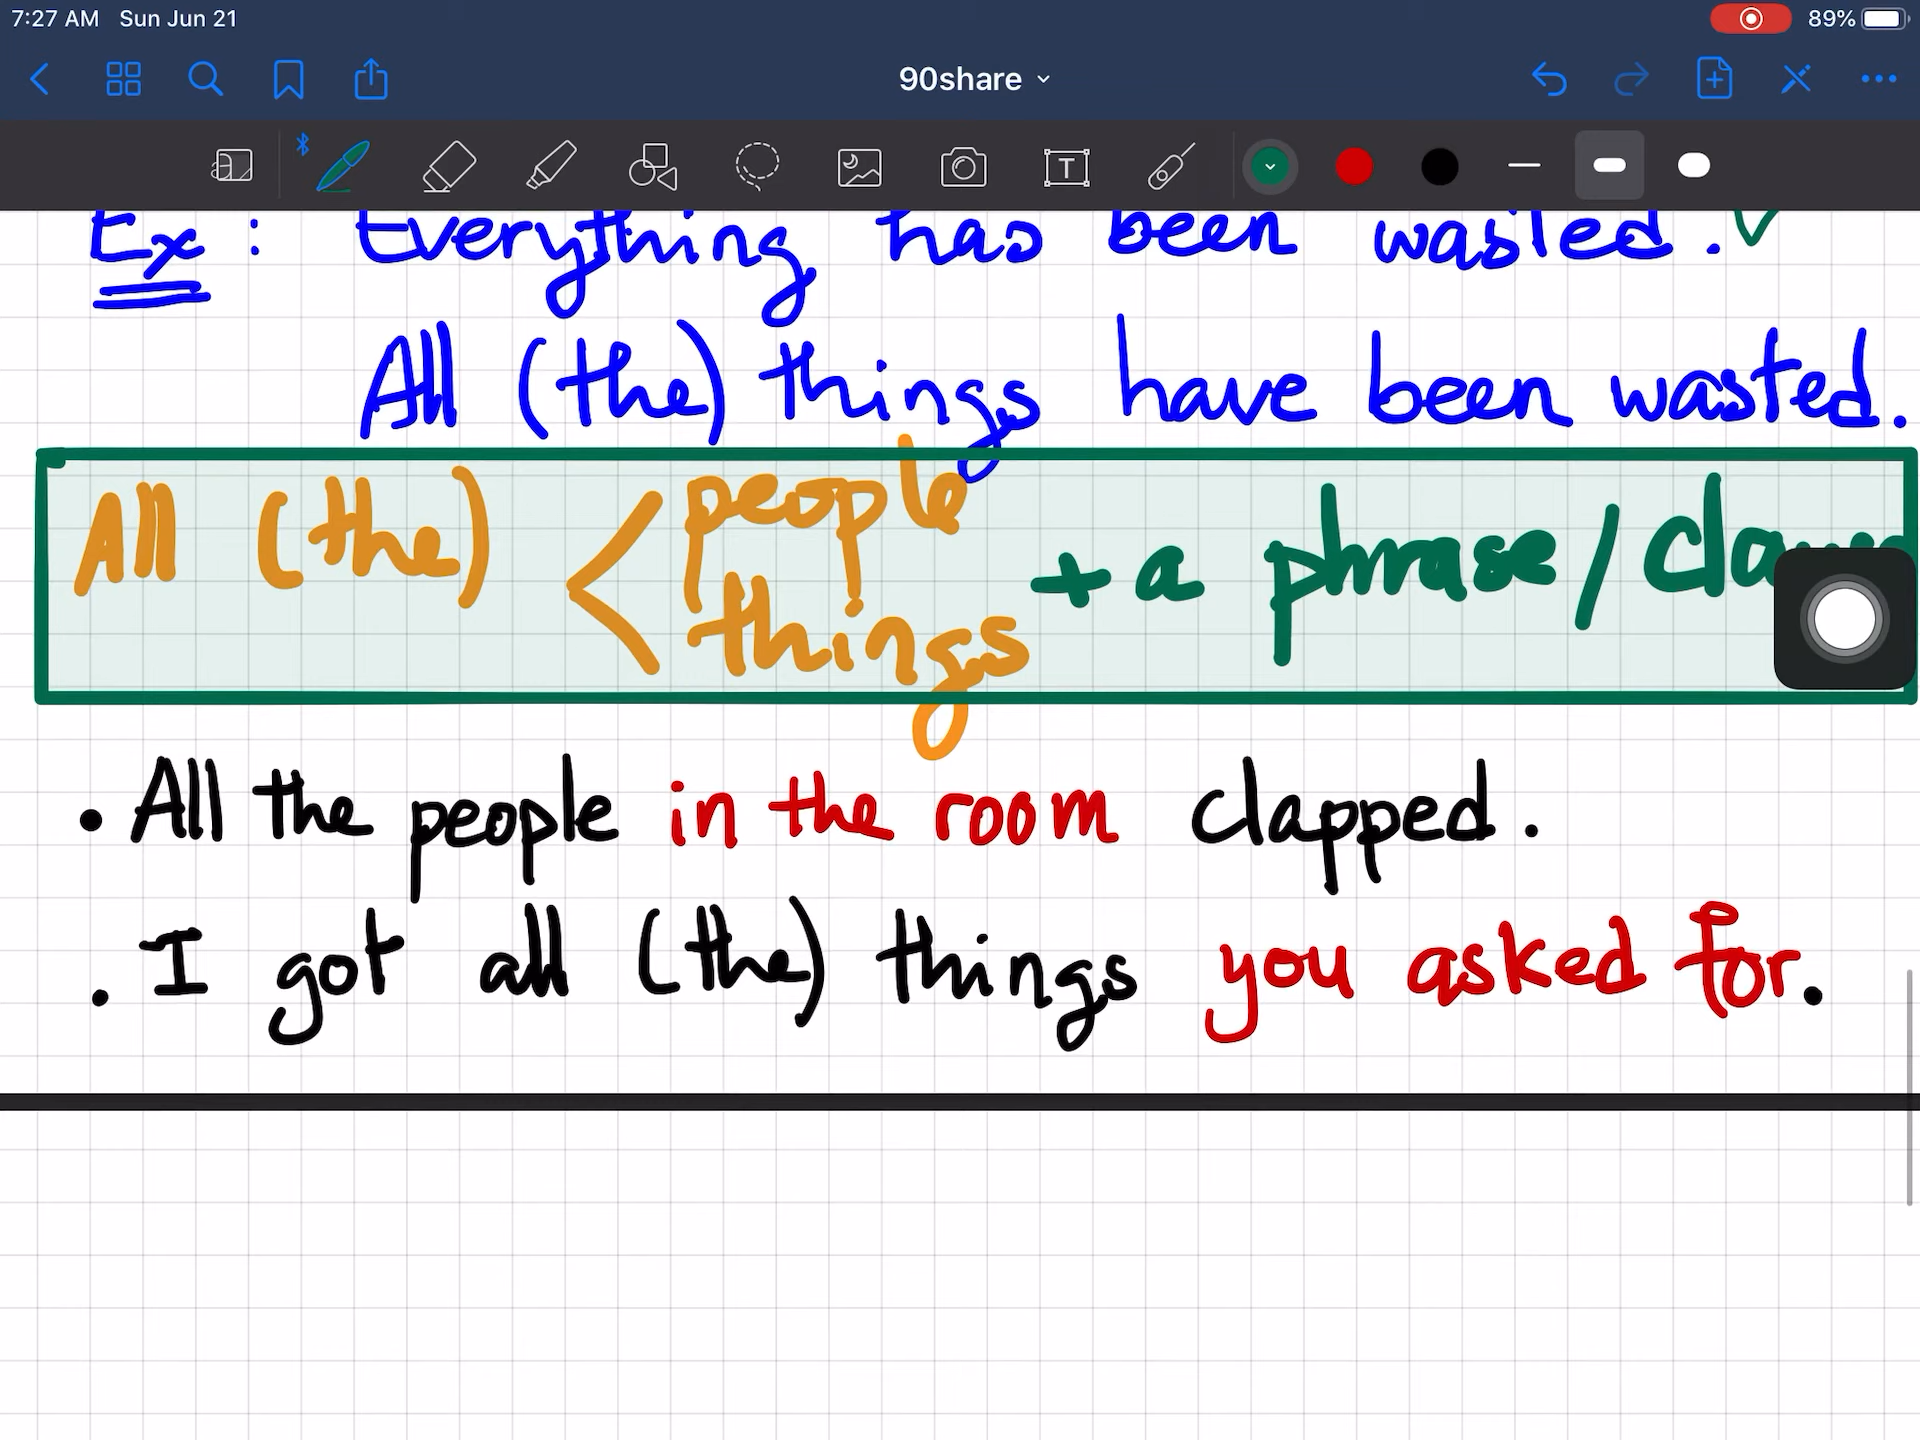 7:27 AM Sun Jun 21
89%
90share
Ex : Everything has been wasted.
All (the) things have been wasted.
All (the) < people
things
+ a phrase /
• All the people in the room clapped.
• I got all (the) things you asked for.